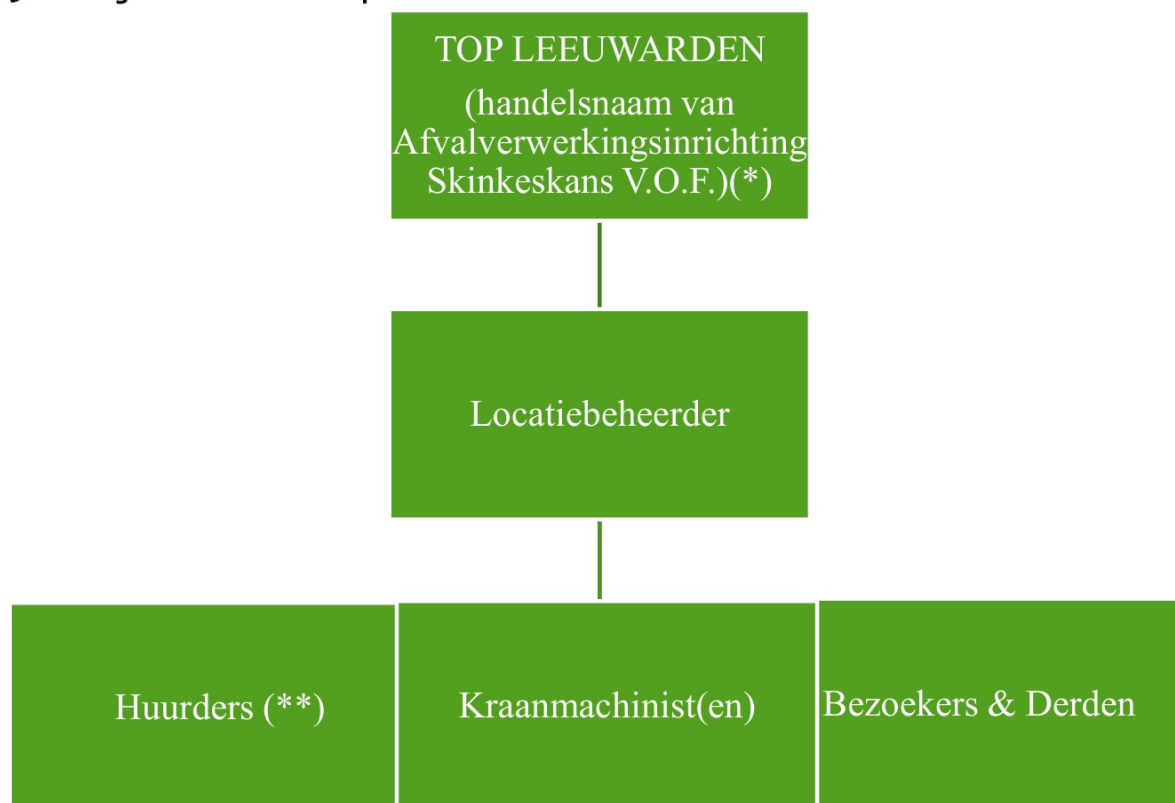 TOP LEEUWARDEN
(handelsnaam van
Afvalverwerkingsinrichting
Skinkeskans V.O.F.)(*)
Locatiebeheerder
Huurders (**)
Kraanmachinist(en)
Bezoekers & Derden